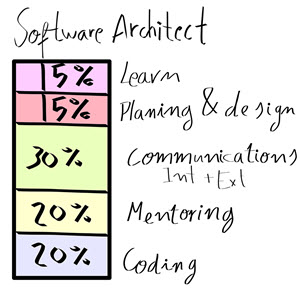 Software Architect
15% Learn
15% Planing & design
30% Communications
Int + Ext
20% Mentoring
20% Coding